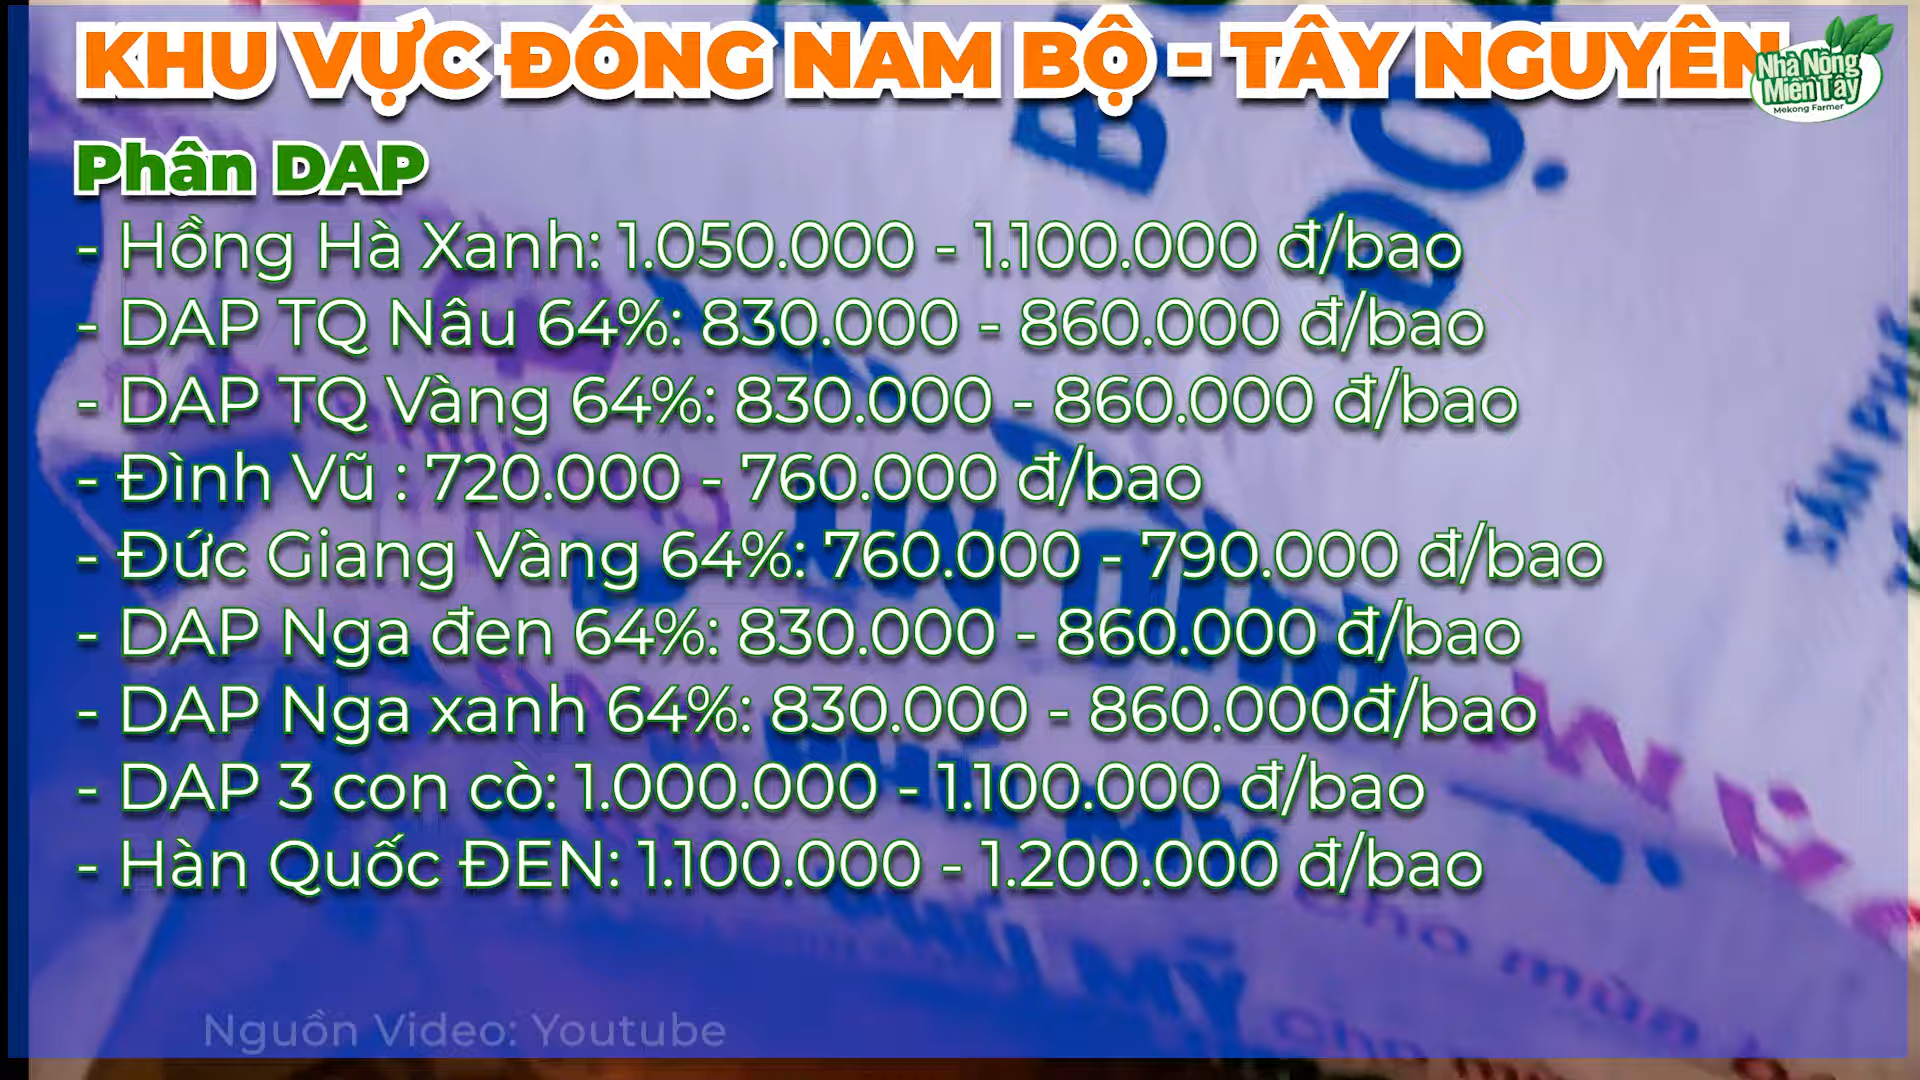 KHU VỰC ĐÔNG NAM BỘ - TÂY NGUYÊN
Nhà Nông
Miền Tây
Mekong Farmer
Phân DAP
- Hồng Hà Xanh: 1.050.000 - 1.100.000 đ/bao
- DAP TQ Nâu 64%: 830.000 - 860.000 đ/bao
- DAP TQ Vàng 64%: 830.000 - 860.000 đ/bao
- Đình Vũ : 720.000 - 760.000 đ/bao
- Đức Giang Vàng 64%: 760.000 - 790.000 đ/bao
- DAP Nga đen 64%: 830.000 - 860.000 đ/bao
- DAP Nga xanh 64%: 830.000 - 860.000đ/bao
- DAP 3 con cò: 1.000.000 - 1.100.000 đ/bao
- Hàn Quốc ĐEN: 1.100.000 - 1.200.000 đ/bao
cho mùa
Nguồn Video: Youtube